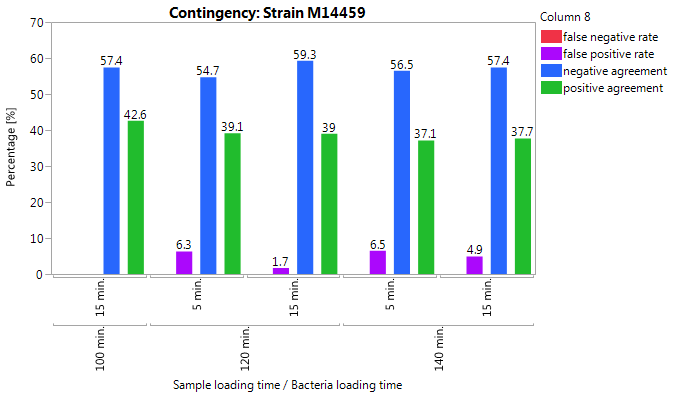 Contingency: Strain M14459
Column 8
false negative rate
false positive rate
negative agreement
positive agreement
Percentage [%]
70
60
50
40
30
20
10
0
57.4
42.6
6.3
54.7
39.1
1.7
59.3
39
6.5
56.5
37.1
4.9
57.4
37.7
15 min.
5 min.
15 min.
5 min.
15 min.
100 min.
120 min.
140 min.
Sample loading time / Bacteria loading time